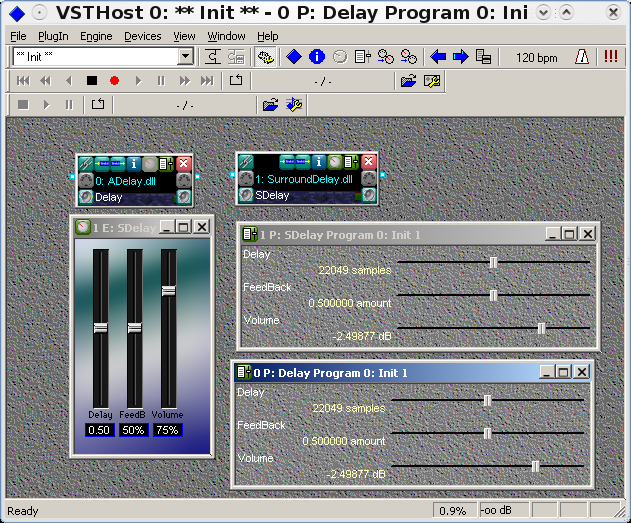 VSTHost 0: ** Init ** - 0 P: Delay Program 0: Ini
File PlugIn Engine Devices View Window Help
** Init **
120 bpm
!!!
- / -
- / -
0: ADelay.dll
Delay
1: SurroundDelay.dll
SDelay
1 E: SDelay
Delay FeedB Volume
0.50 50% 75%
1 P: SDelay Program 0: Init 1
Delay
22049 samples
FeedBack
0.500000 amount
Volume
-2.49877 dB
0 P: Delay Program 0: Init 1
Delay
22049 samples
FeedBack
0.500000 amount
Volume
-2.49877 dB
Ready
0.9%
-oo dB